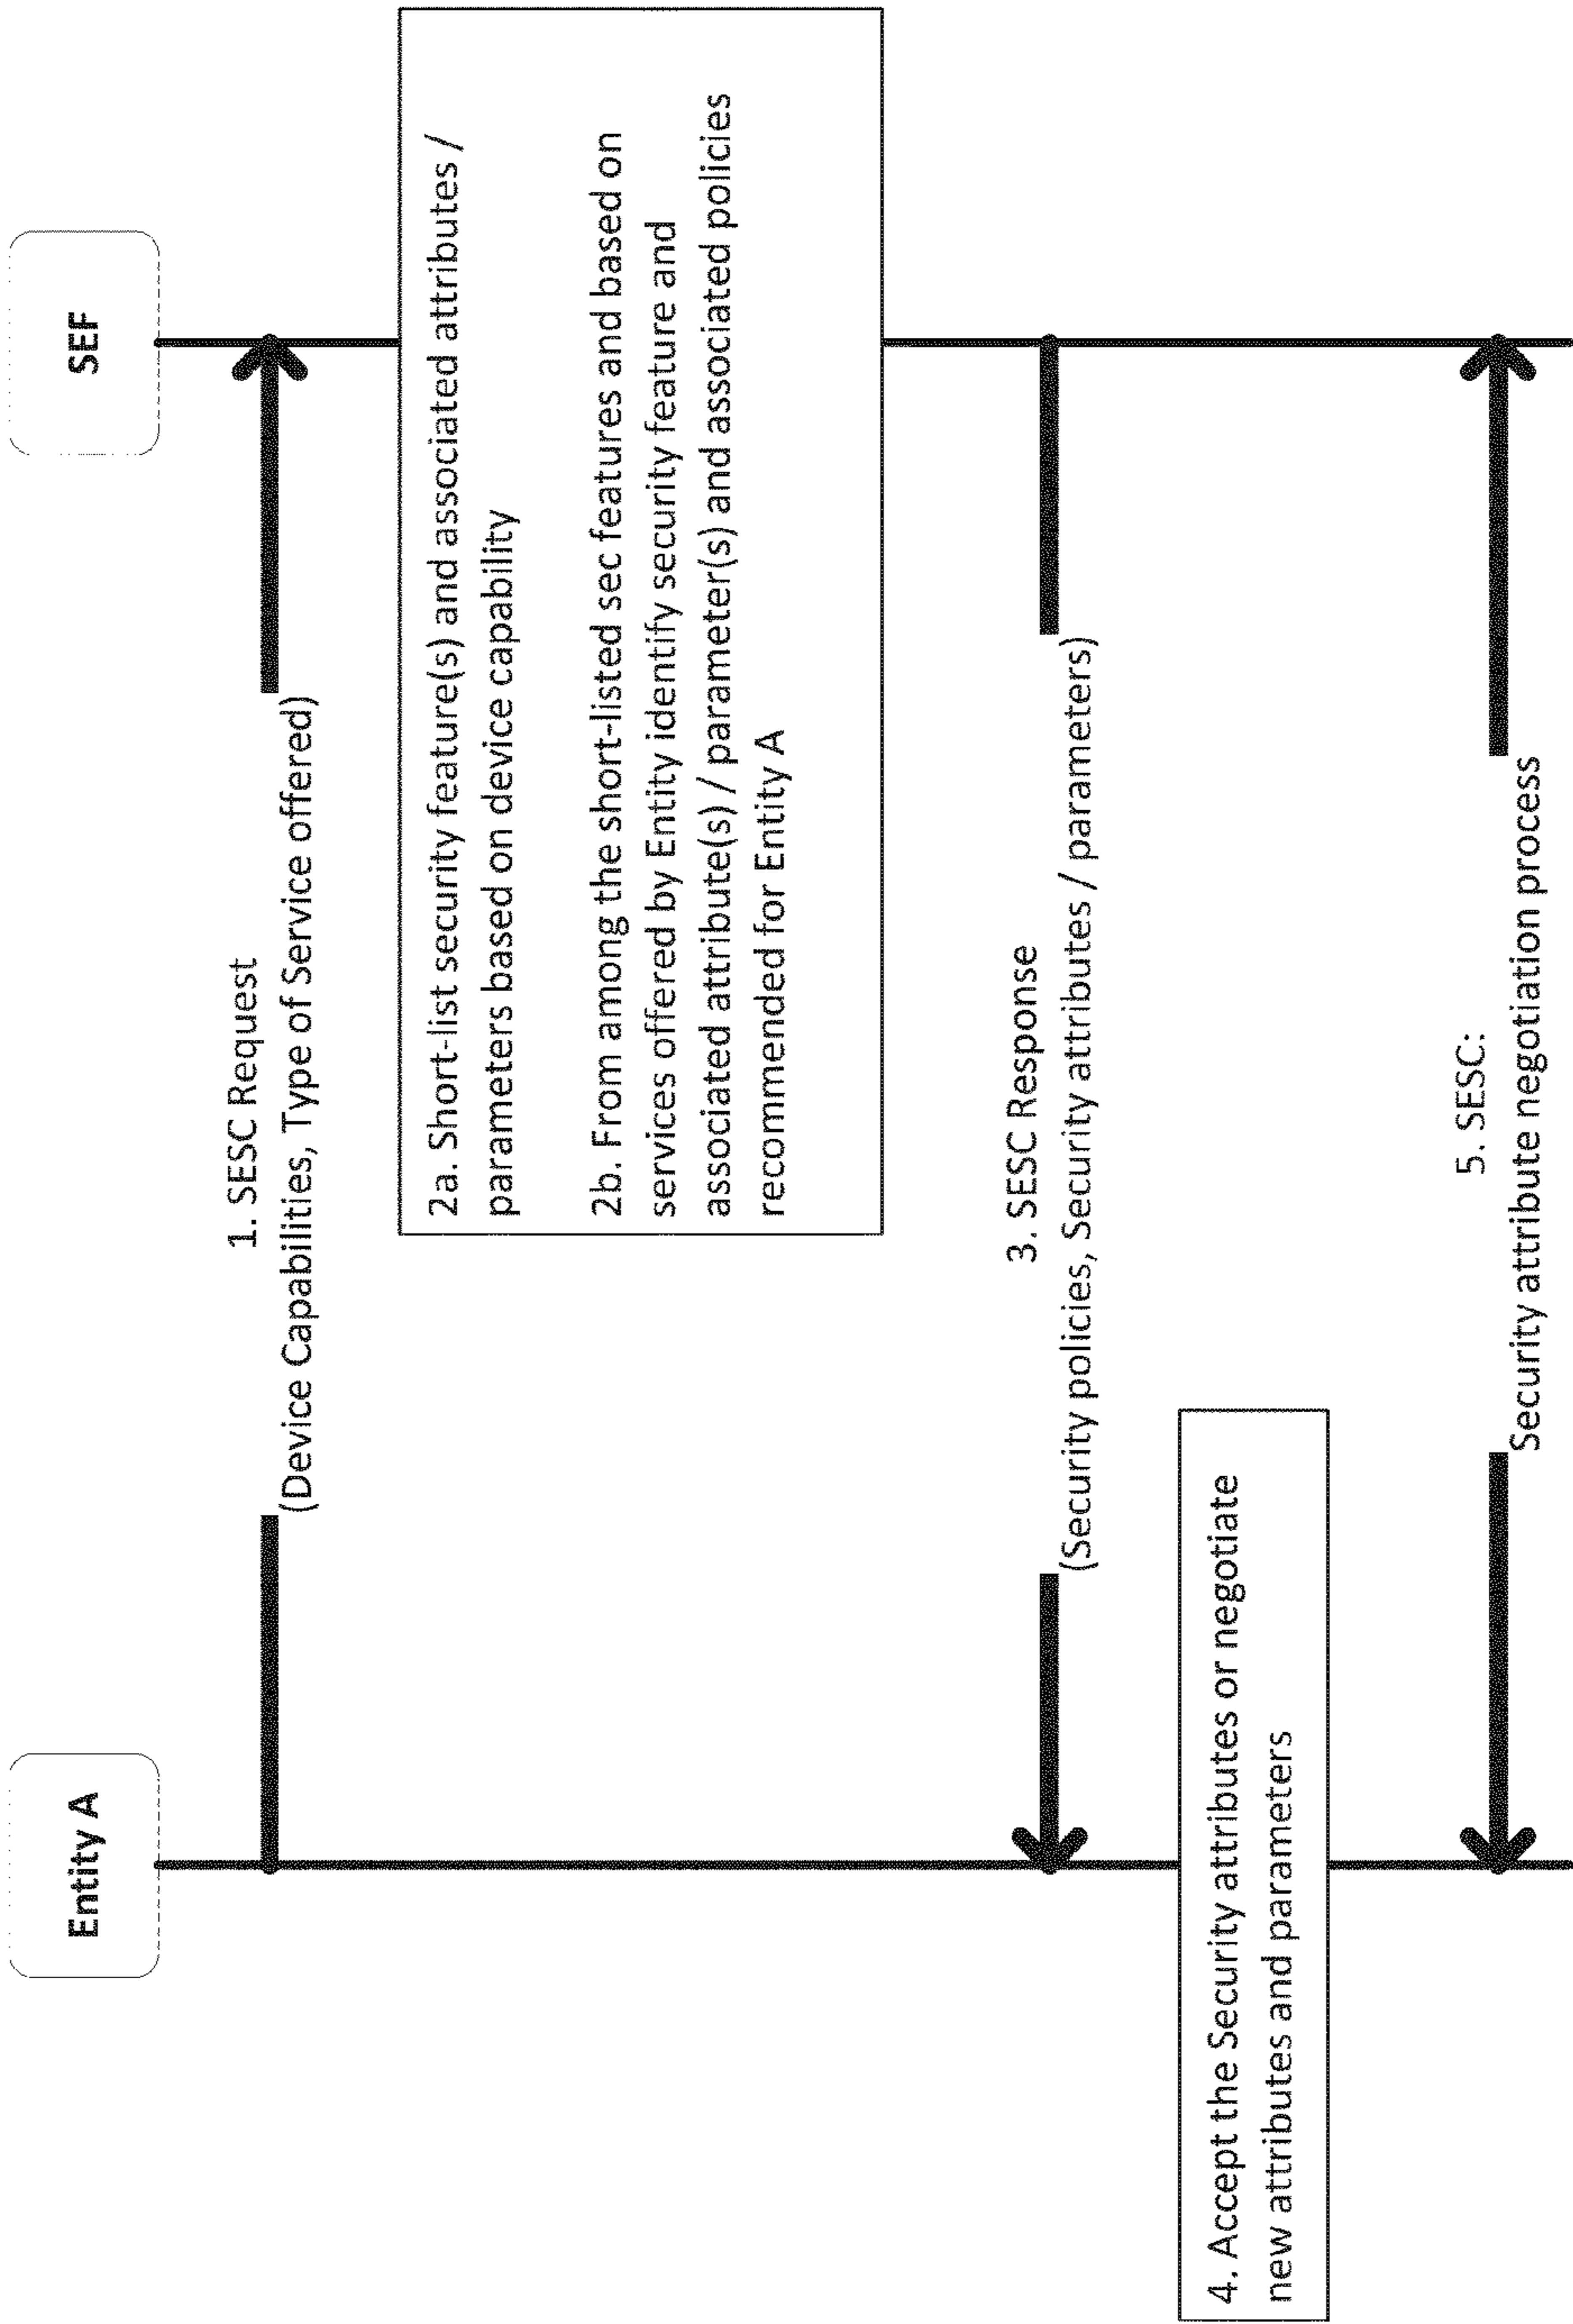 Entity A
SEF
1. SESC Request
(Device Capabilities, Type of Service offered)
2a. Short-list security feature(s) and associated attributes /
parameters based on device capability
2b. From among the short-listed sec features and based on
services offered by Entity identify security feature and
associated attribute(s) / parameter(s) and associated policies
recommended for Entity A
3. SESC Response
(Security policies, Security attributes / parameters)
4. Accept the Security attributes or negotiate
new attributes and parameters
5. SESC:
Security attribute negotiation process